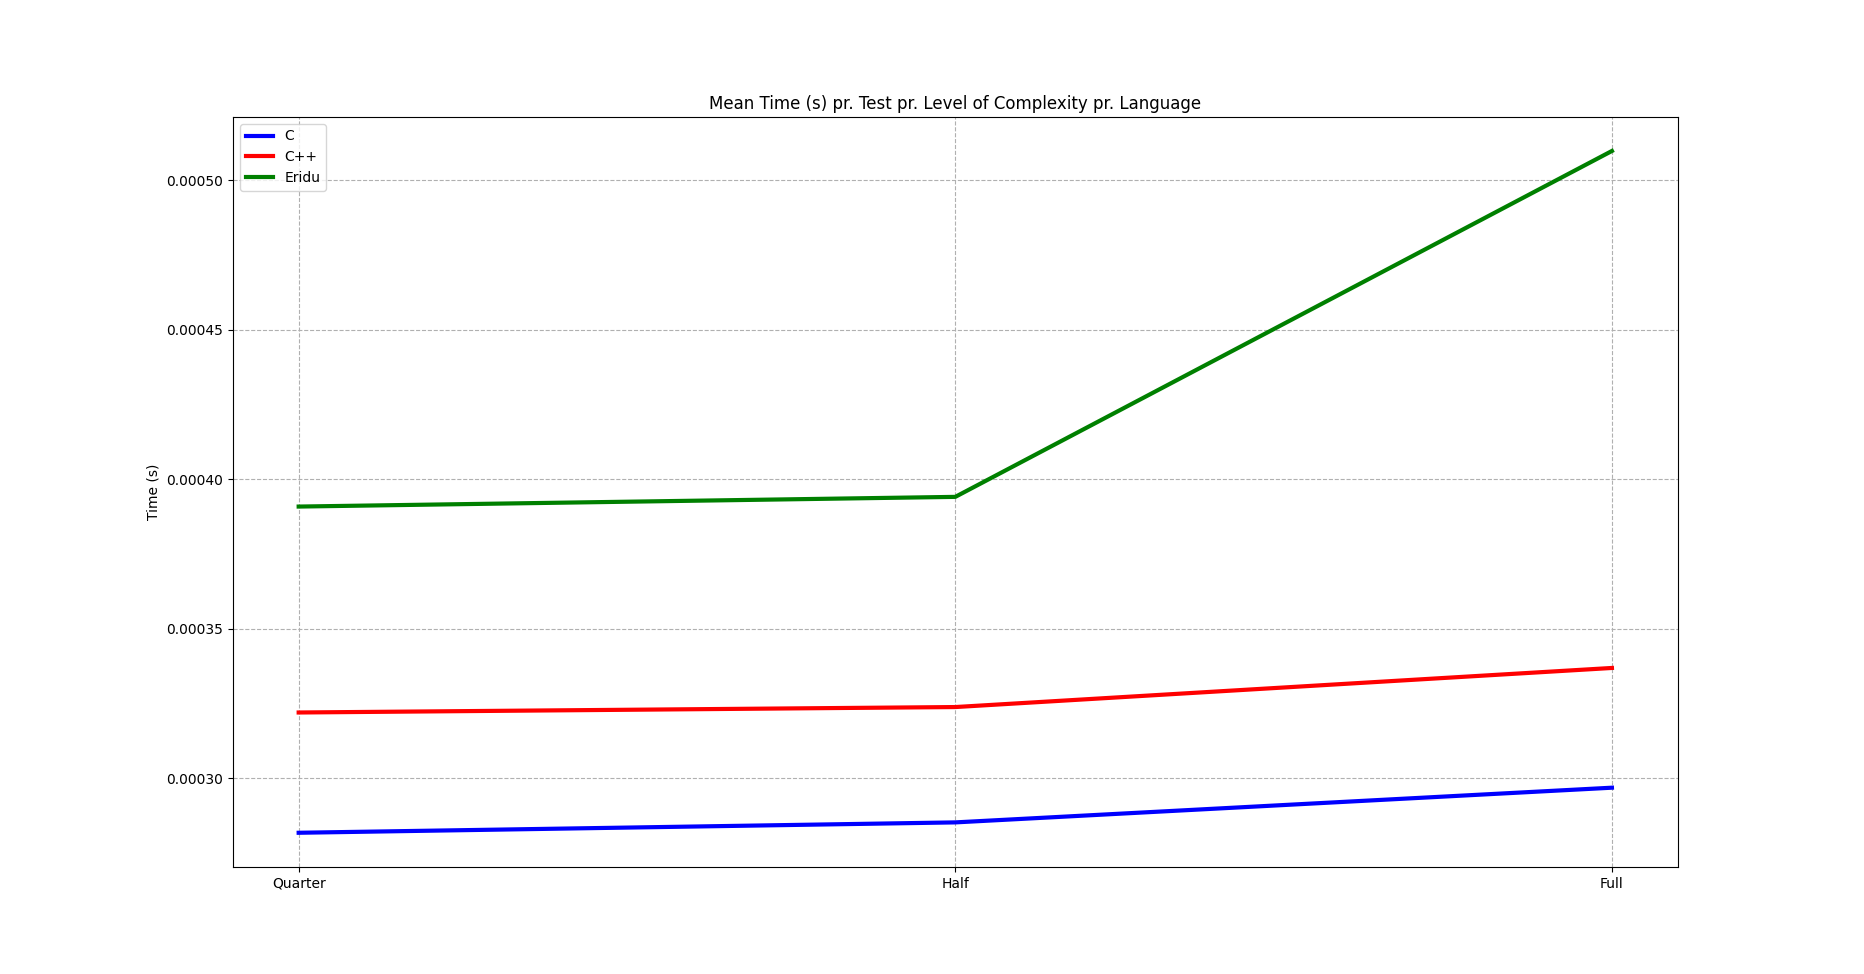 Mean Time (s) pr. Test pr. Level of Complexity pr. Language
C
C++
Eridu
0.00050
0.00045
0.00040
0.00035
0.00030
Time (s)
Quarter
Half
Full